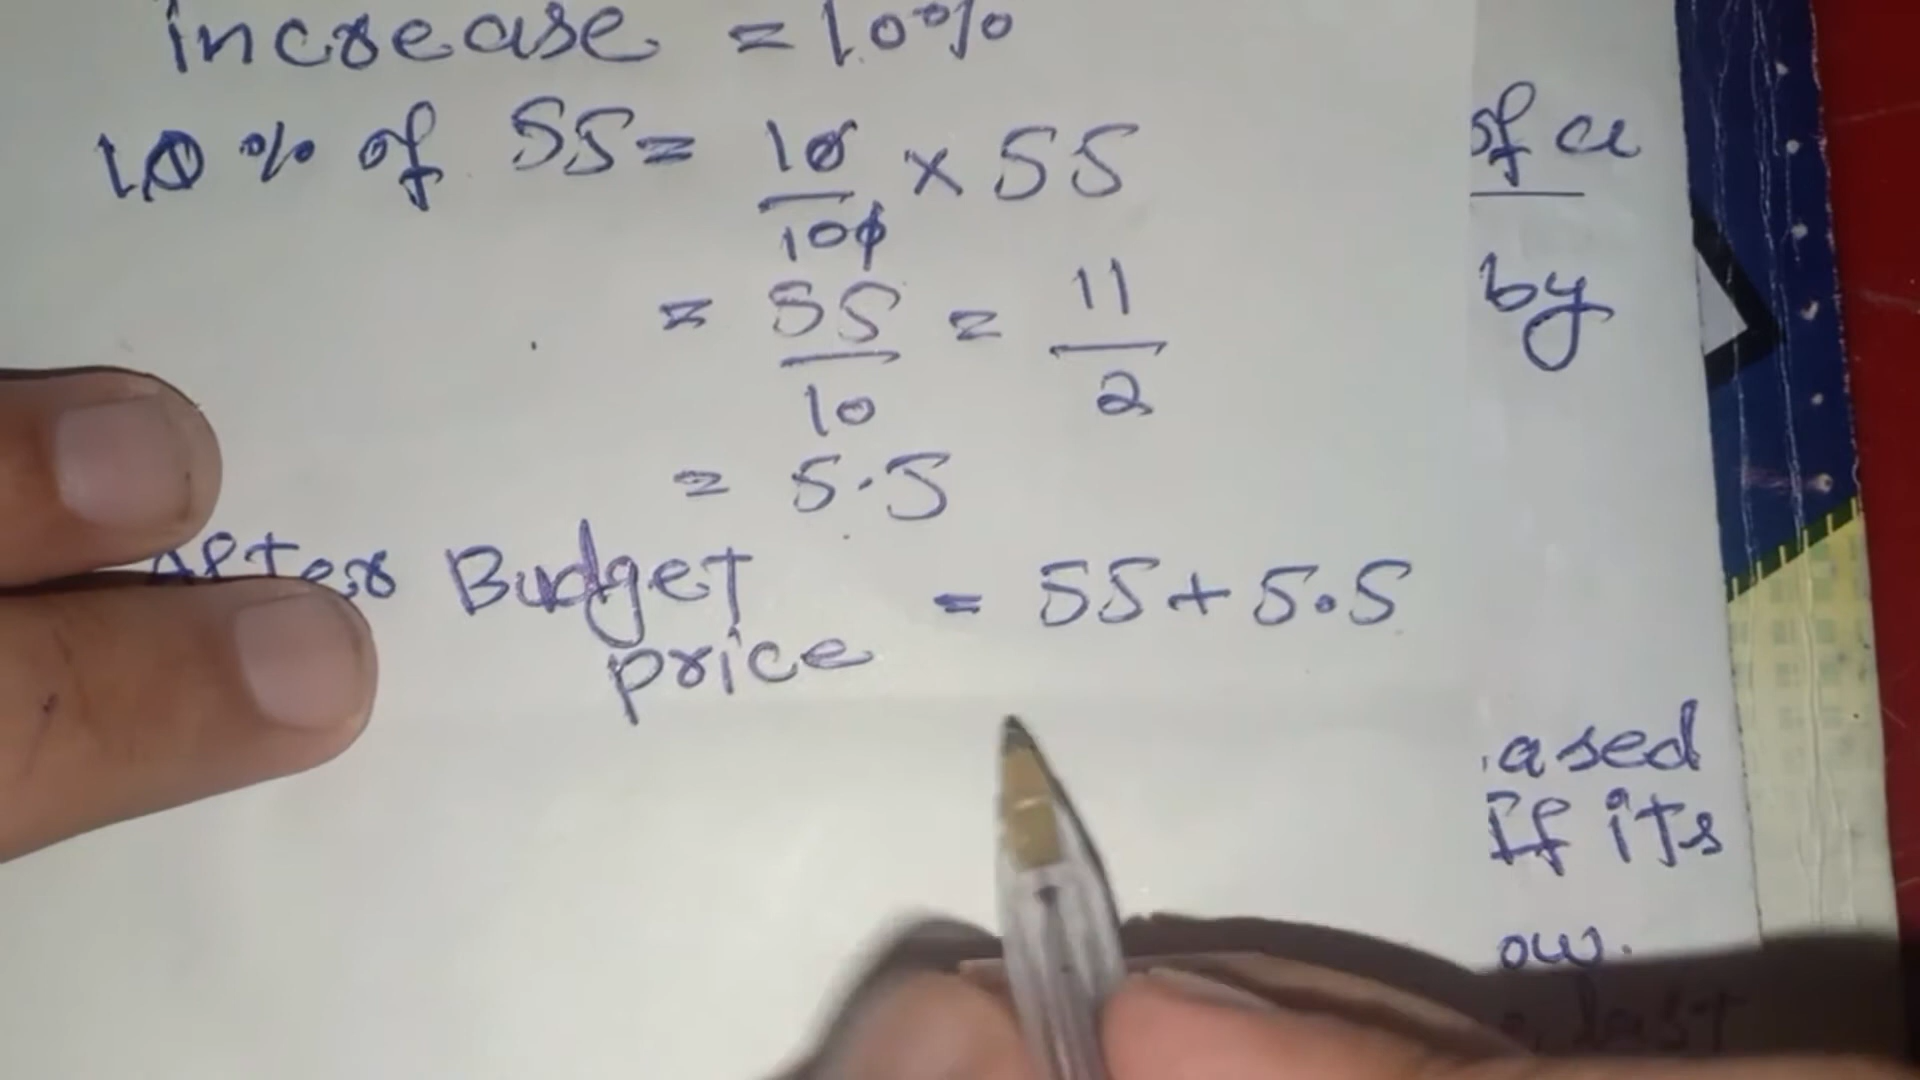 increase = 10%
10% of 55 = 10/100 × 55
= 55/10 = 11/2
= 5.5
After Budget price = 55 + 5.5
of a
by
ased
If its
ow.